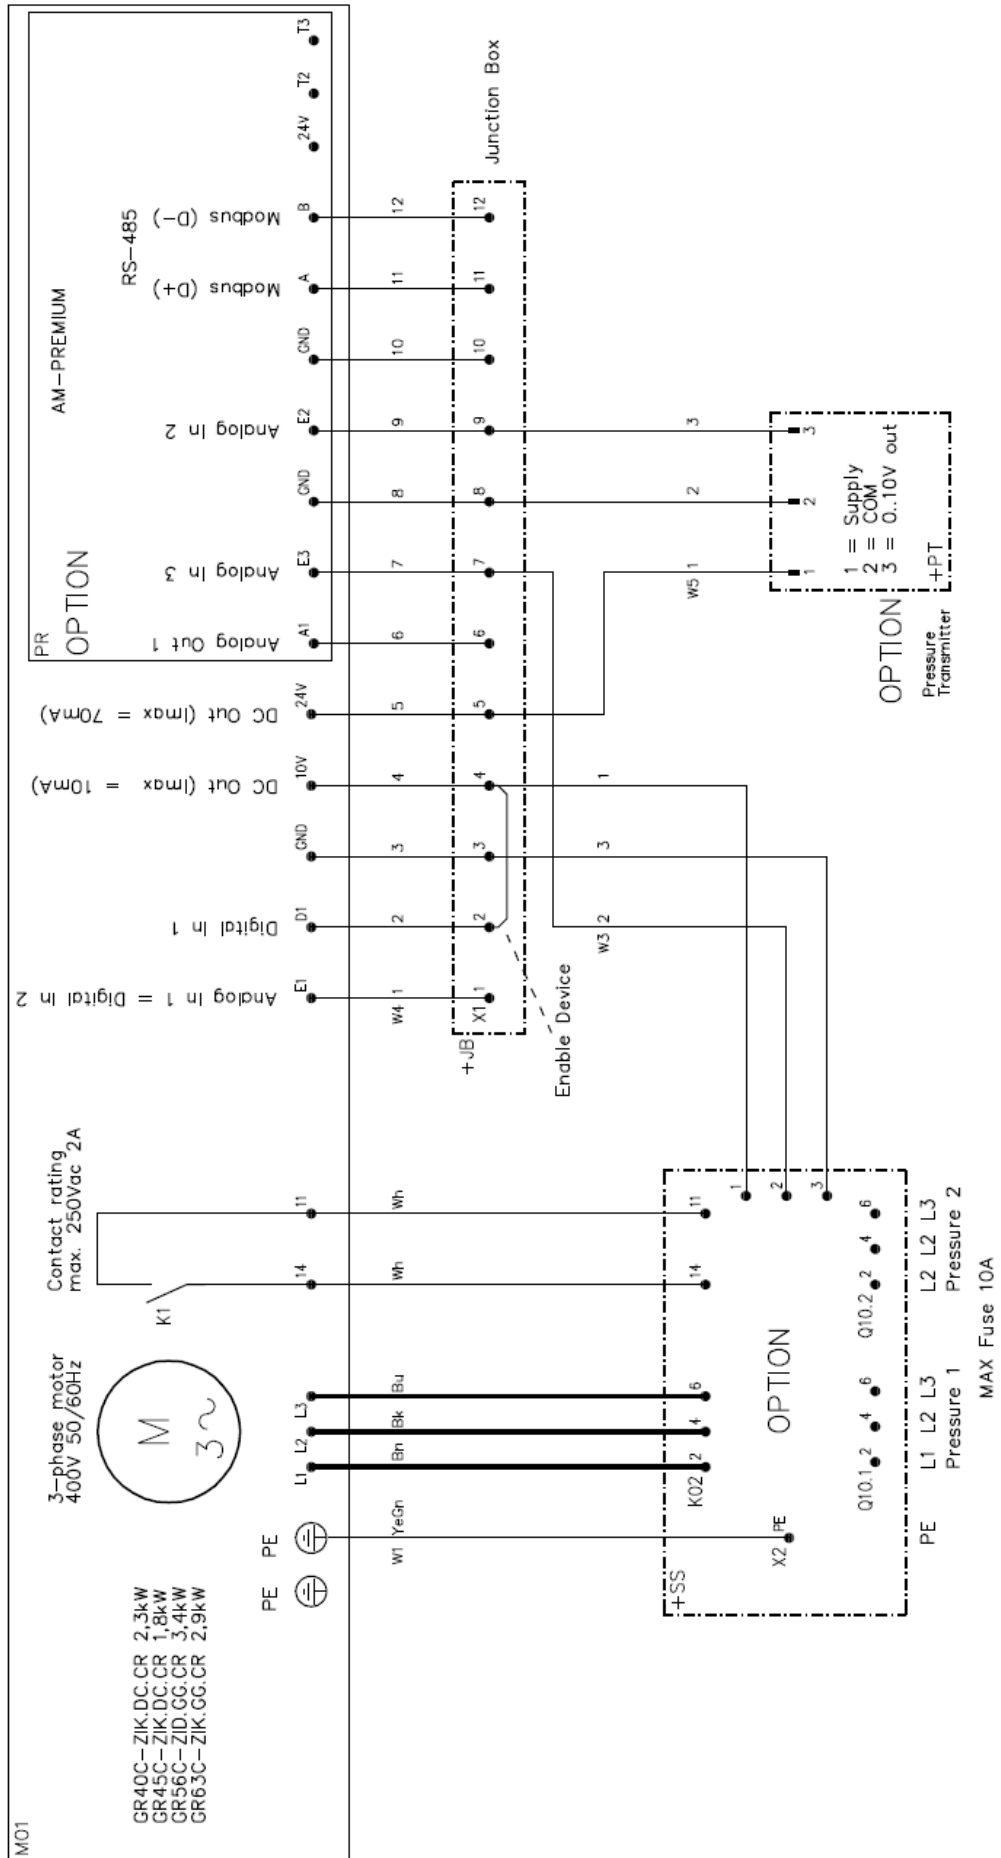 M01
GR40C-ZIK.DC.CR 2,3kW
GR45C-ZIK.DC.CR 1,8kW
GR56C-ZID.GG.CR 3,4kW
GR63C-ZIK.GG.CR 2,9kW
3-phase motor
400V 50/60Hz
M
3~
Contact rating
max. 250Vac 2A
K1
PE
PE
L1
L2
L3
14
11
Analog In 1 = Digital In 2
Digital In 1
DC Out (Imax = 10mA)
DC Out (Imax = 70mA)
E1
D1
GND
10V
24V
PR
OPTION
AM-PREMIUM
RS-485
Analog Out 1
Analog In 3
Analog In 2
Modbus (D+)
Modbus (D-)
A1
E3
GND
E2
GND
A
B
24V
T2
T3
W1 YeGn
Bn
Bk
Bu
Wh
Wh
W4 1
2
3
4
5
6
7
8
9
10
11
12
+JB
X1 1
2
3
4
5
6
7
8
9
10
11
12
Junction Box
Enable Device
W3 2
3
1
W5 1
2
3
+SS
X2 PE
K02 2
4
6
14
11
1
2
3
OPTION
Q10.1 2
4
6
Q10.2 2
4
6
PE
L1 L2 L3
Pressure 1
L2 L2 L3
Pressure 2
MAX Fuse 10A
1
2
3
1 = Supply
2 = COM
3 = 0..10V out
+PT
OPTION
Pressure
Transmitter